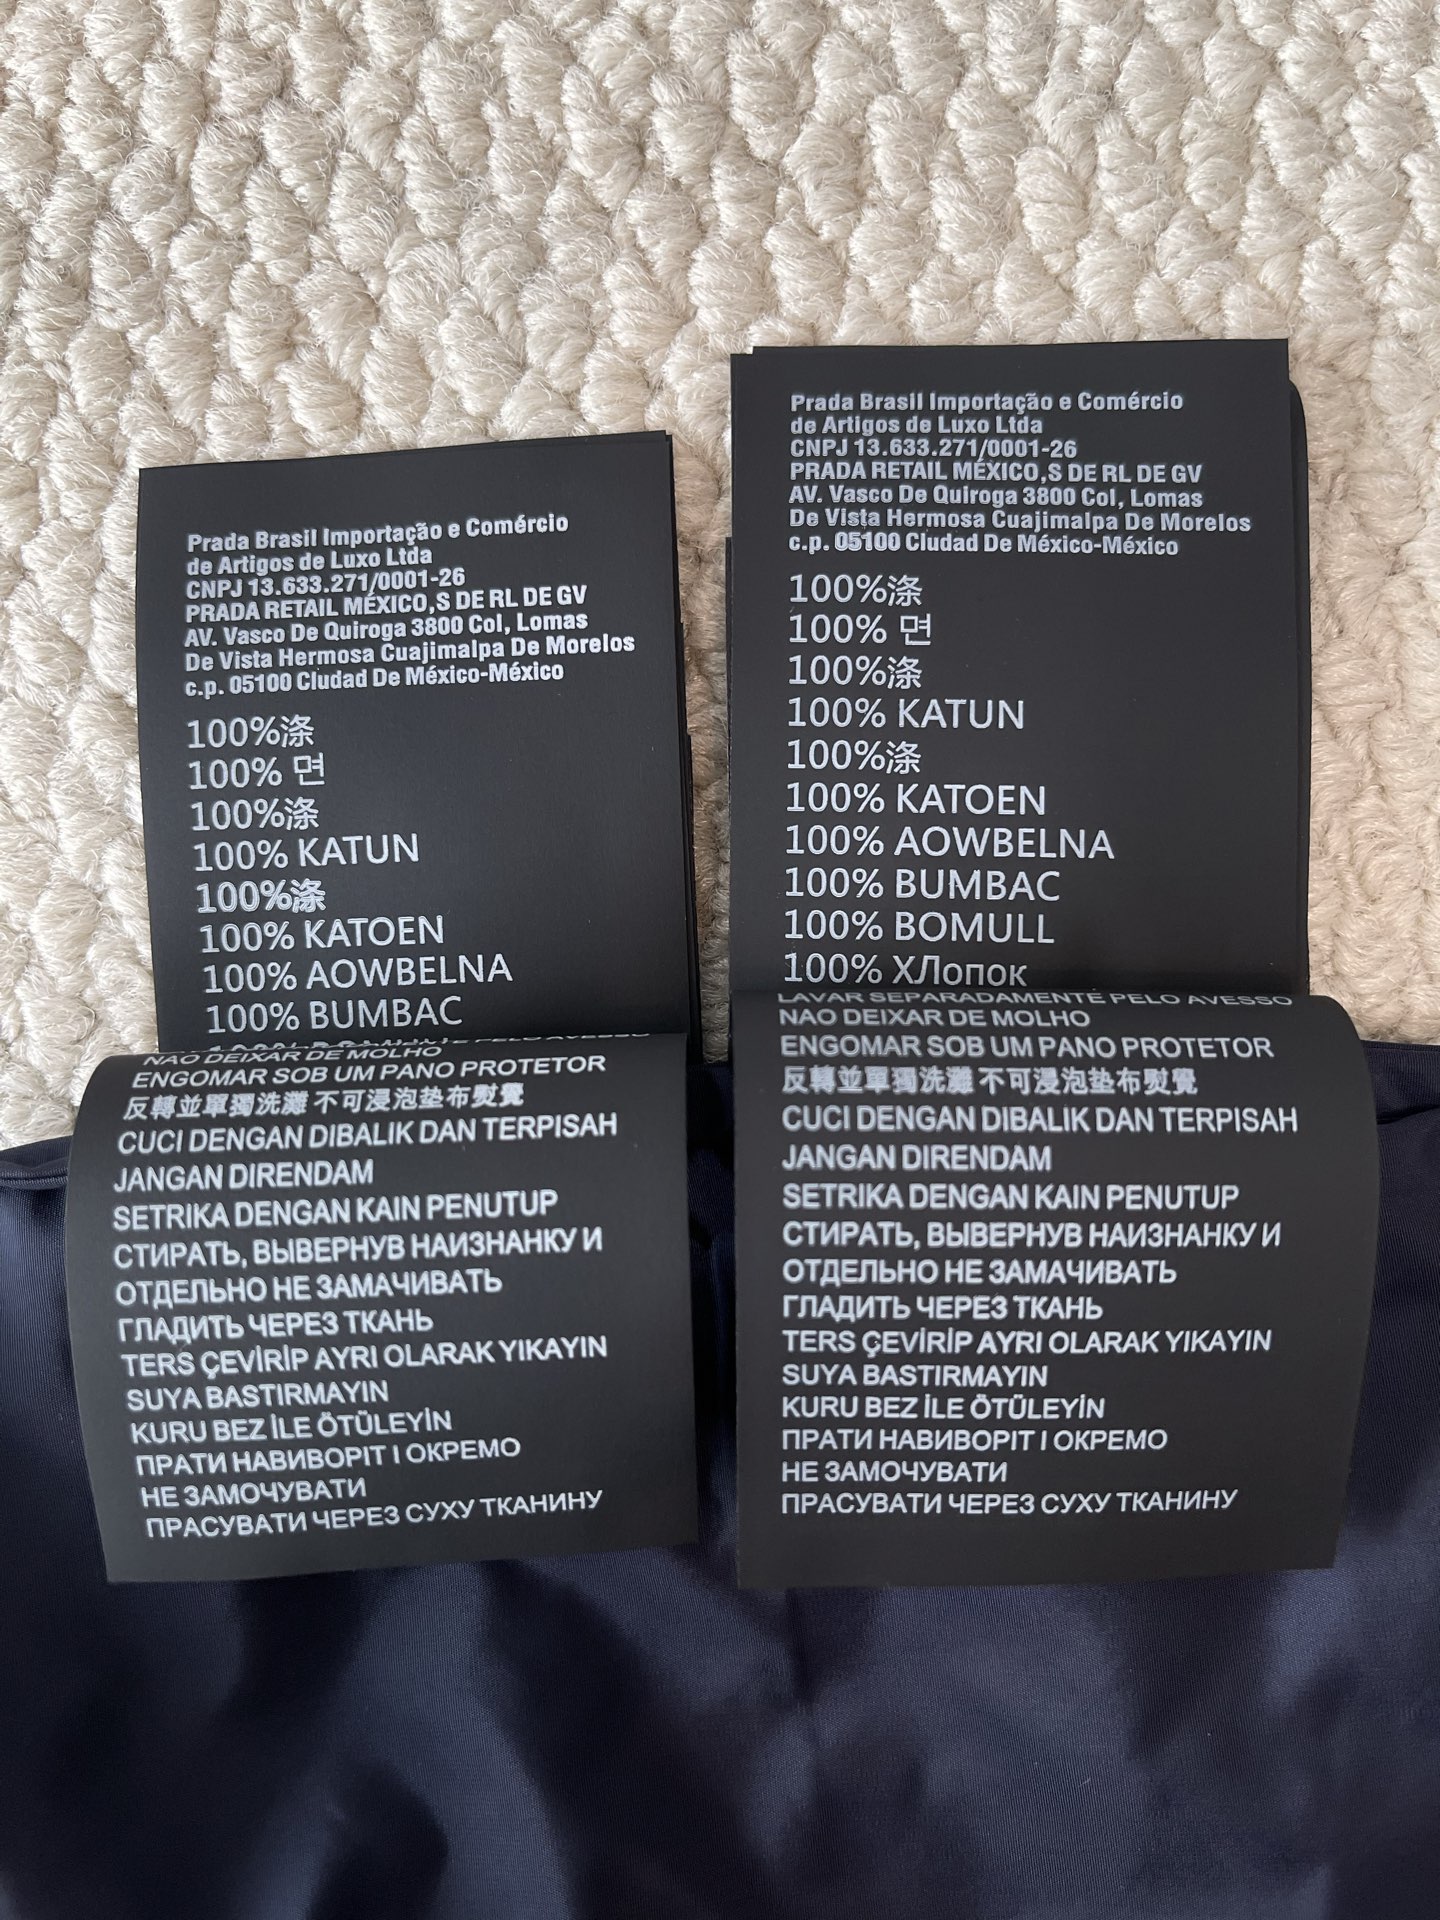 Prada Brasil Importação e Comércio
de Artigos de Luxo Ltda
CNPJ 13.633.271/0001-26
PRADA RETAIL MÉXICO,S DE RL DE GV
AV. Vasco De Quiroga 3800 Col, Lomas
De Vista Hermosa Cuajimalpa De Morelos
c.p. 05100 Ciudad De México-México
100%涤
100% 면
100%涤
100% KATUN
100%涤
100% KATOEN
100% AOWBELNA
100% BUMBAC
NAO DEIXAR DE MOLHO
ENGOMAR SOB UM PANO PROTETOR
反轉並單獨洗滌 不可浸泡垫布熨覺
CUCI DENGAN DIBALIK DAN TERPISAH
JANGAN DIRENDAM
SETRIKA DENGAN KAIN PENUTUP
СТИРАТЬ, ВЫВЕРНУВ НАИЗНАНКУ И
ОТДЕЛЬНО НЕ ЗАМАЧИВАТЬ
ГЛАДИТЬ ЧЕРЕЗ ТКАНЬ
TERS ÇEVİRİP AYRI OLARAK YIKAYIN
SUYA BASTIRMAYIN
KURU BEZ İLE ÖTÜLEYİN
ПРАТИ НАВИВОРІТ І ОКРЕМО
НЕ ЗАМОЧУВАТИ
ПРАСУВАТИ ЧЕРЕЗ СУХУ ТКАНИНУ
Prada Brasil Importação e Comércio
de Artigos de Luxo Ltda
CNPJ 13.633.271/0001-26
PRADA RETAIL MÉXICO,S DE RL DE GV
AV. Vasco De Quiroga 3800 Col, Lomas
De Vista Hermosa Cuajimalpa De Morelos
c.p. 05100 Ciudad De México-México
100%涤
100% 면
100%涤
100% KATUN
100%涤
100% KATOEN
100% AOWBELNA
100% BUMBAC
100% BOMULL
100% ХЛопок
LAVAR SEPARADAMENTE PELO AVESSO
NAO DEIXAR DE MOLHO
ENGOMAR SOB UM PANO PROTETOR
反轉並單獨洗灘 不可浸泡垫布熨覺
CUCI DENGAN DIBALIK DAN TERPISAH
JANGAN DIRENDAM
SETRIKA DENGAN KAIN PENUTUP
СТИРАТЬ, ВЫВЕРНУВ НАИЗНАНКУ И
ОТДЕЛЬНО НЕ ЗАМАЧИВАТЬ
ГЛАДИТЬ ЧЕРЕЗ ТКАНЬ
TERS ÇEVİRİP AYRI OLARAK YIKAYIN
SUYA BASTIRMAYIN
KURU BEZ İLE ÖTÜLEYİN
ПРАТИ НАВИВОРІТ І ОКРЕМО
НЕ ЗАМОЧУВАТИ
ПРАСУВАТИ ЧЕРЕЗ СУХУ ТКАНИНУ